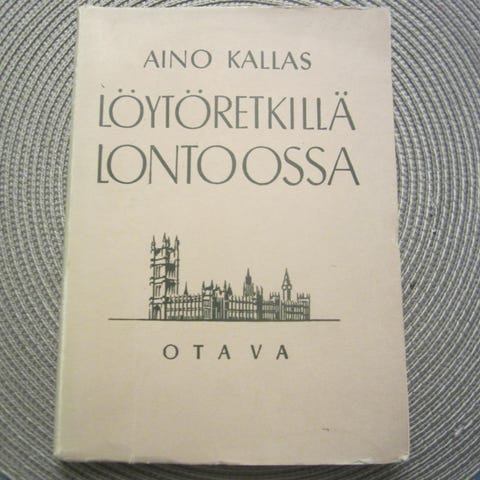 AINO KALLAS
LÖYTÖRETKILLÄ
LONTOOSSA
OTAVA